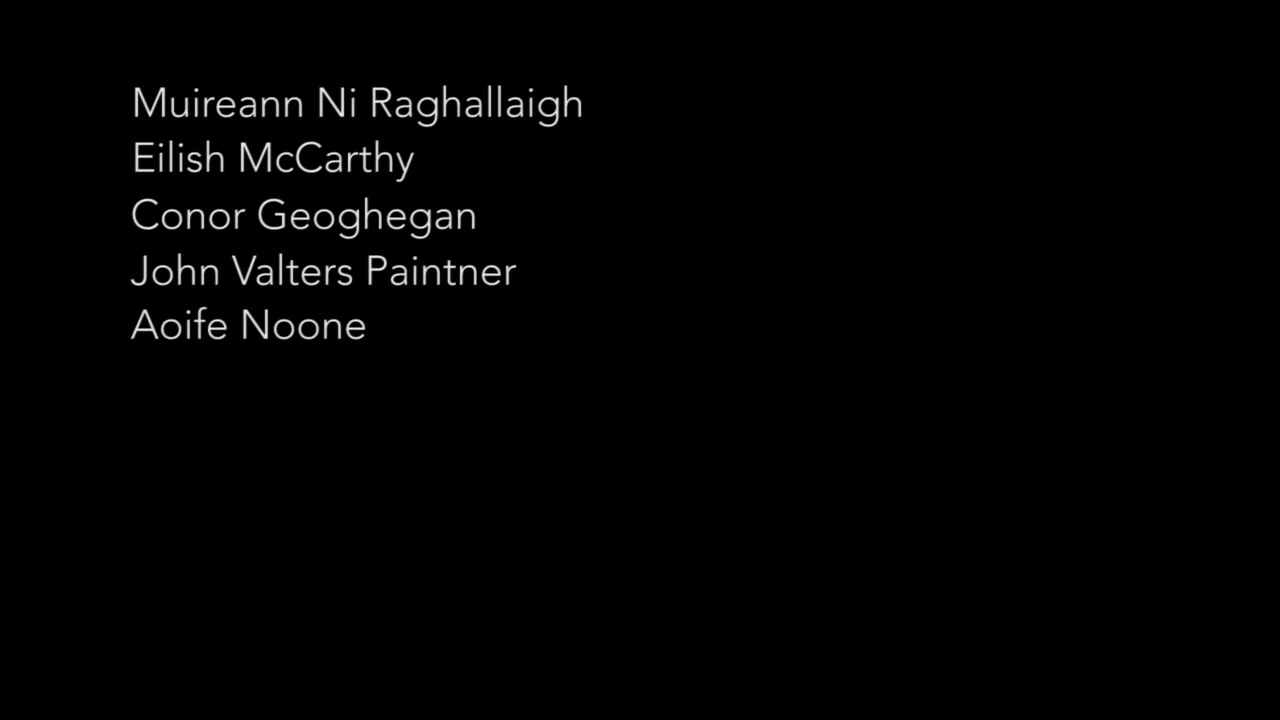 Muireann Ni Raghallaigh
Eilish McCarthy
Conor Geoghegan
John Valters Paintner
Aoife Noone